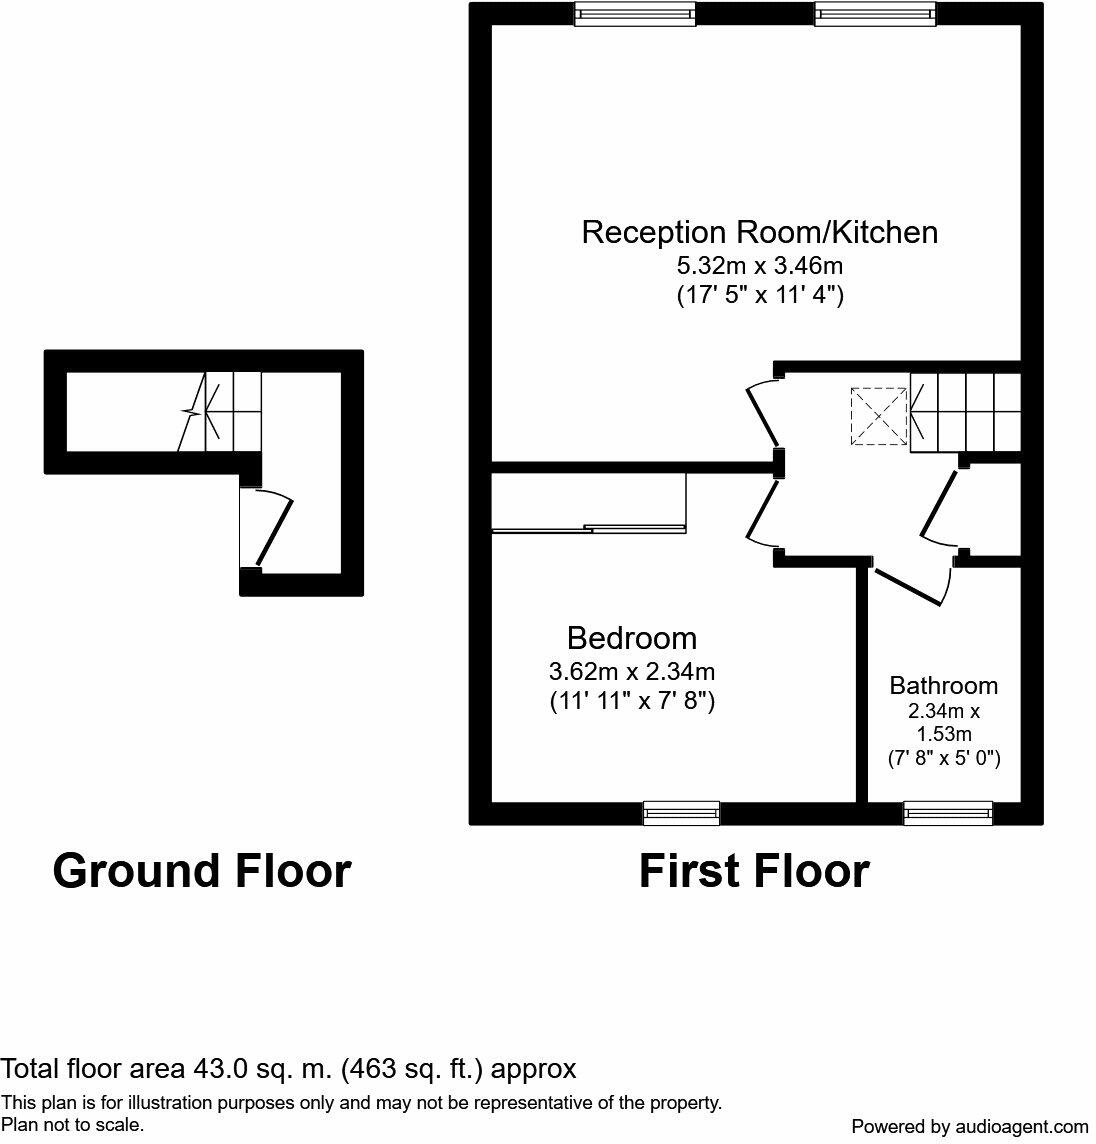 Reception Room/Kitchen
5.32m x 3.46m
(17' 5" x 11' 4")
Bedroom
3.62m x 2.34m
(11' 11" x 7' 8")
Bathroom
2.34m x
1.53m
(7' 8" x 5' 0")
Ground Floor
First Floor
Total floor area 43.0 sq. m. (463 sq. ft.) approx
This plan is for illustration purposes only and may not be representative of the property.
Plan not to scale.
Powered by audioagent.com